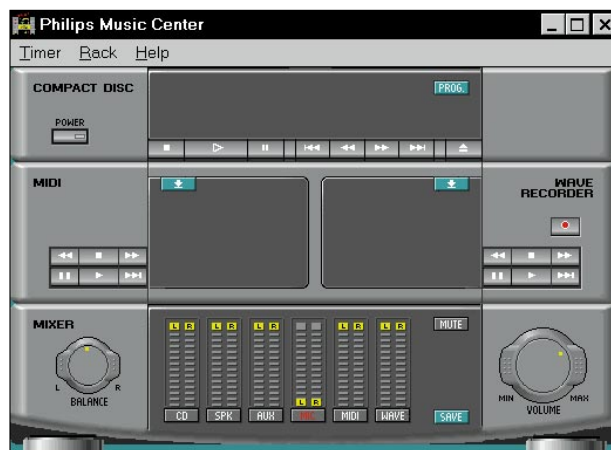 Philips Music Center
Timer Rack Help
COMPACT DISC
PROG.
POWER
MIDI
WAVE RECORDER
MIXER
L R L R L R L R L R
MUTE
L R
BALANCE
L R
CD SPK AUX MIC MIDI WAVE
SAVE
MIN MAX
VOLUME